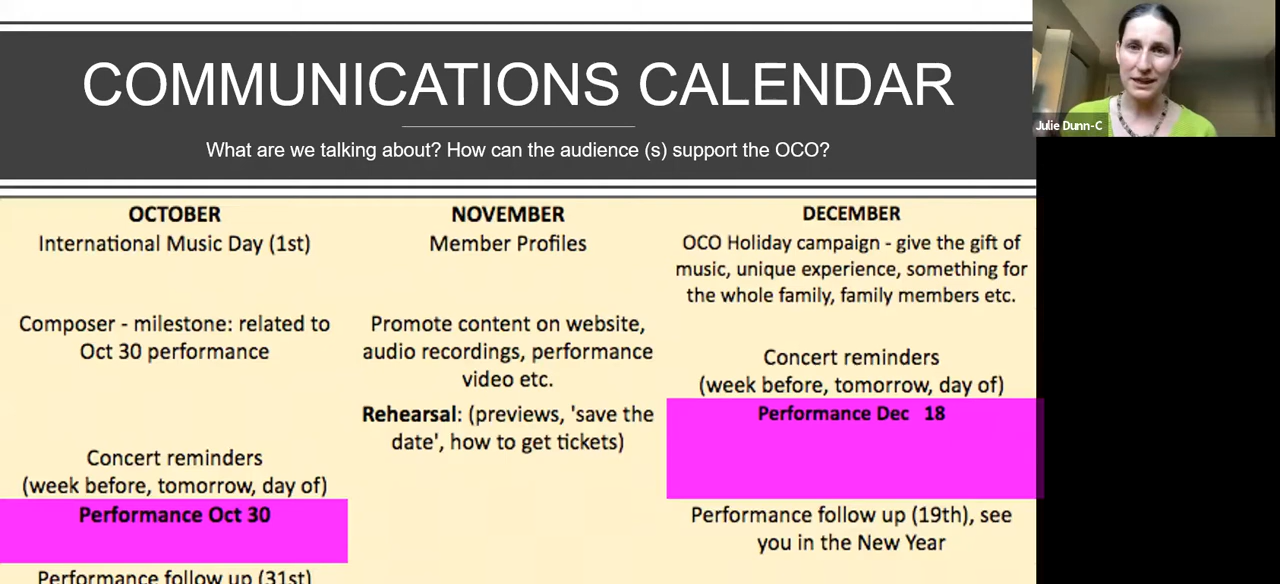 COMMUNICATIONS CALENDAR
What are we talking about? How can the audience (s) support the OCO?
Julie Dunn-C
OCTOBER
International Music Day (1st)
Composer - milestone: related to
Oct 30 performance
Concert reminders
(week before, tomorrow, day of)
Performance Oct 30
Performance follow up (31st)
NOVEMBER
Member Profiles
Promote content on website,
audio recordings, performance
video etc.
Rehearsal: (previews, 'save the
date', how to get tickets)
DECEMBER
OCO Holiday campaign - give the gift of
music, unique experience, something for
the whole family, family members etc.
Concert reminders
(week before, tomorrow, day of)
Performance Dec 18
Performance follow up (19th), see
you in the New Year